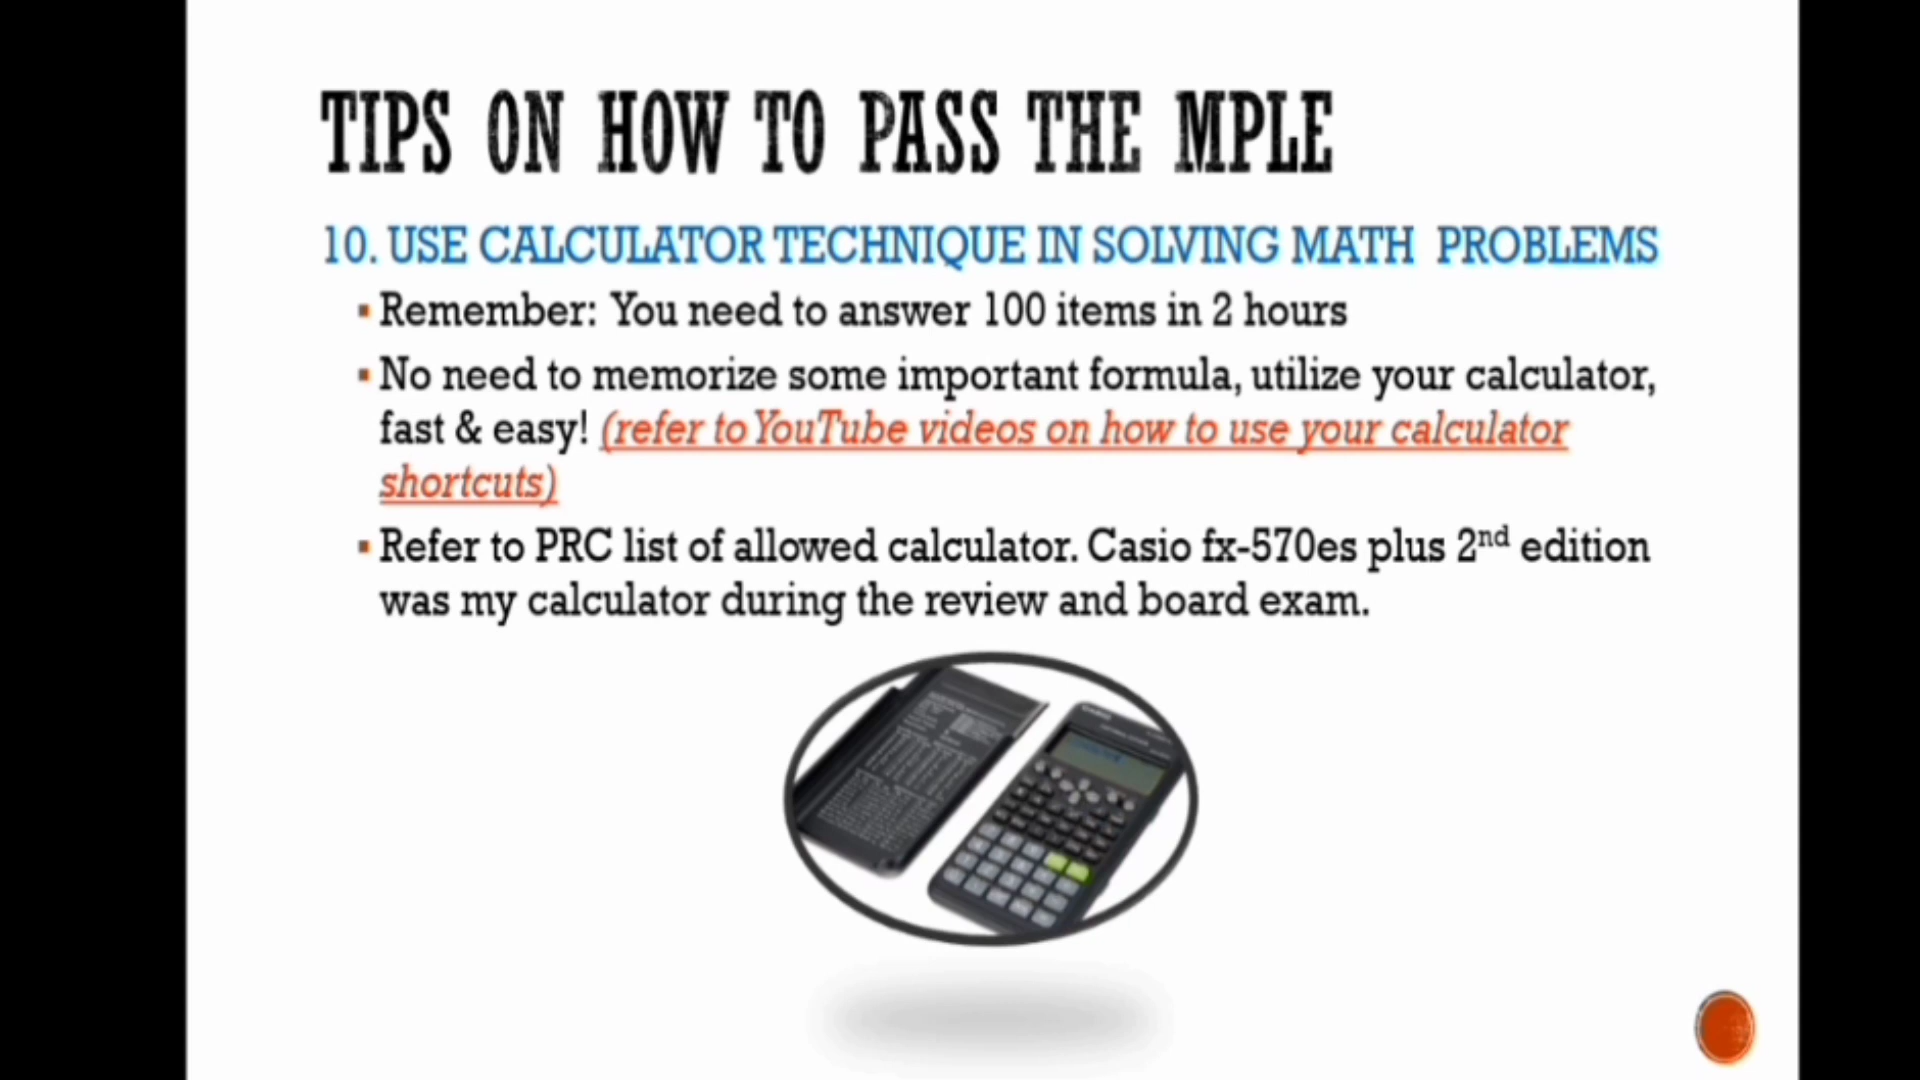 TIPS ON HOW TO PASS THE MPLE
10. USE CALCULATOR TECHNIQUE IN SOLVING MATH PROBLEMS
▪ Remember: You need to answer 100 items in 2 hours
▪ No need to memorize some important formula, utilize your calculator,
fast & easy! (refer to YouTube videos on how to use your calculator
shortcuts)
▪ Refer to PRC list of allowed calculator. Casio fx-570es plus 2nd edition
was my calculator during the review and board exam.
CASIO